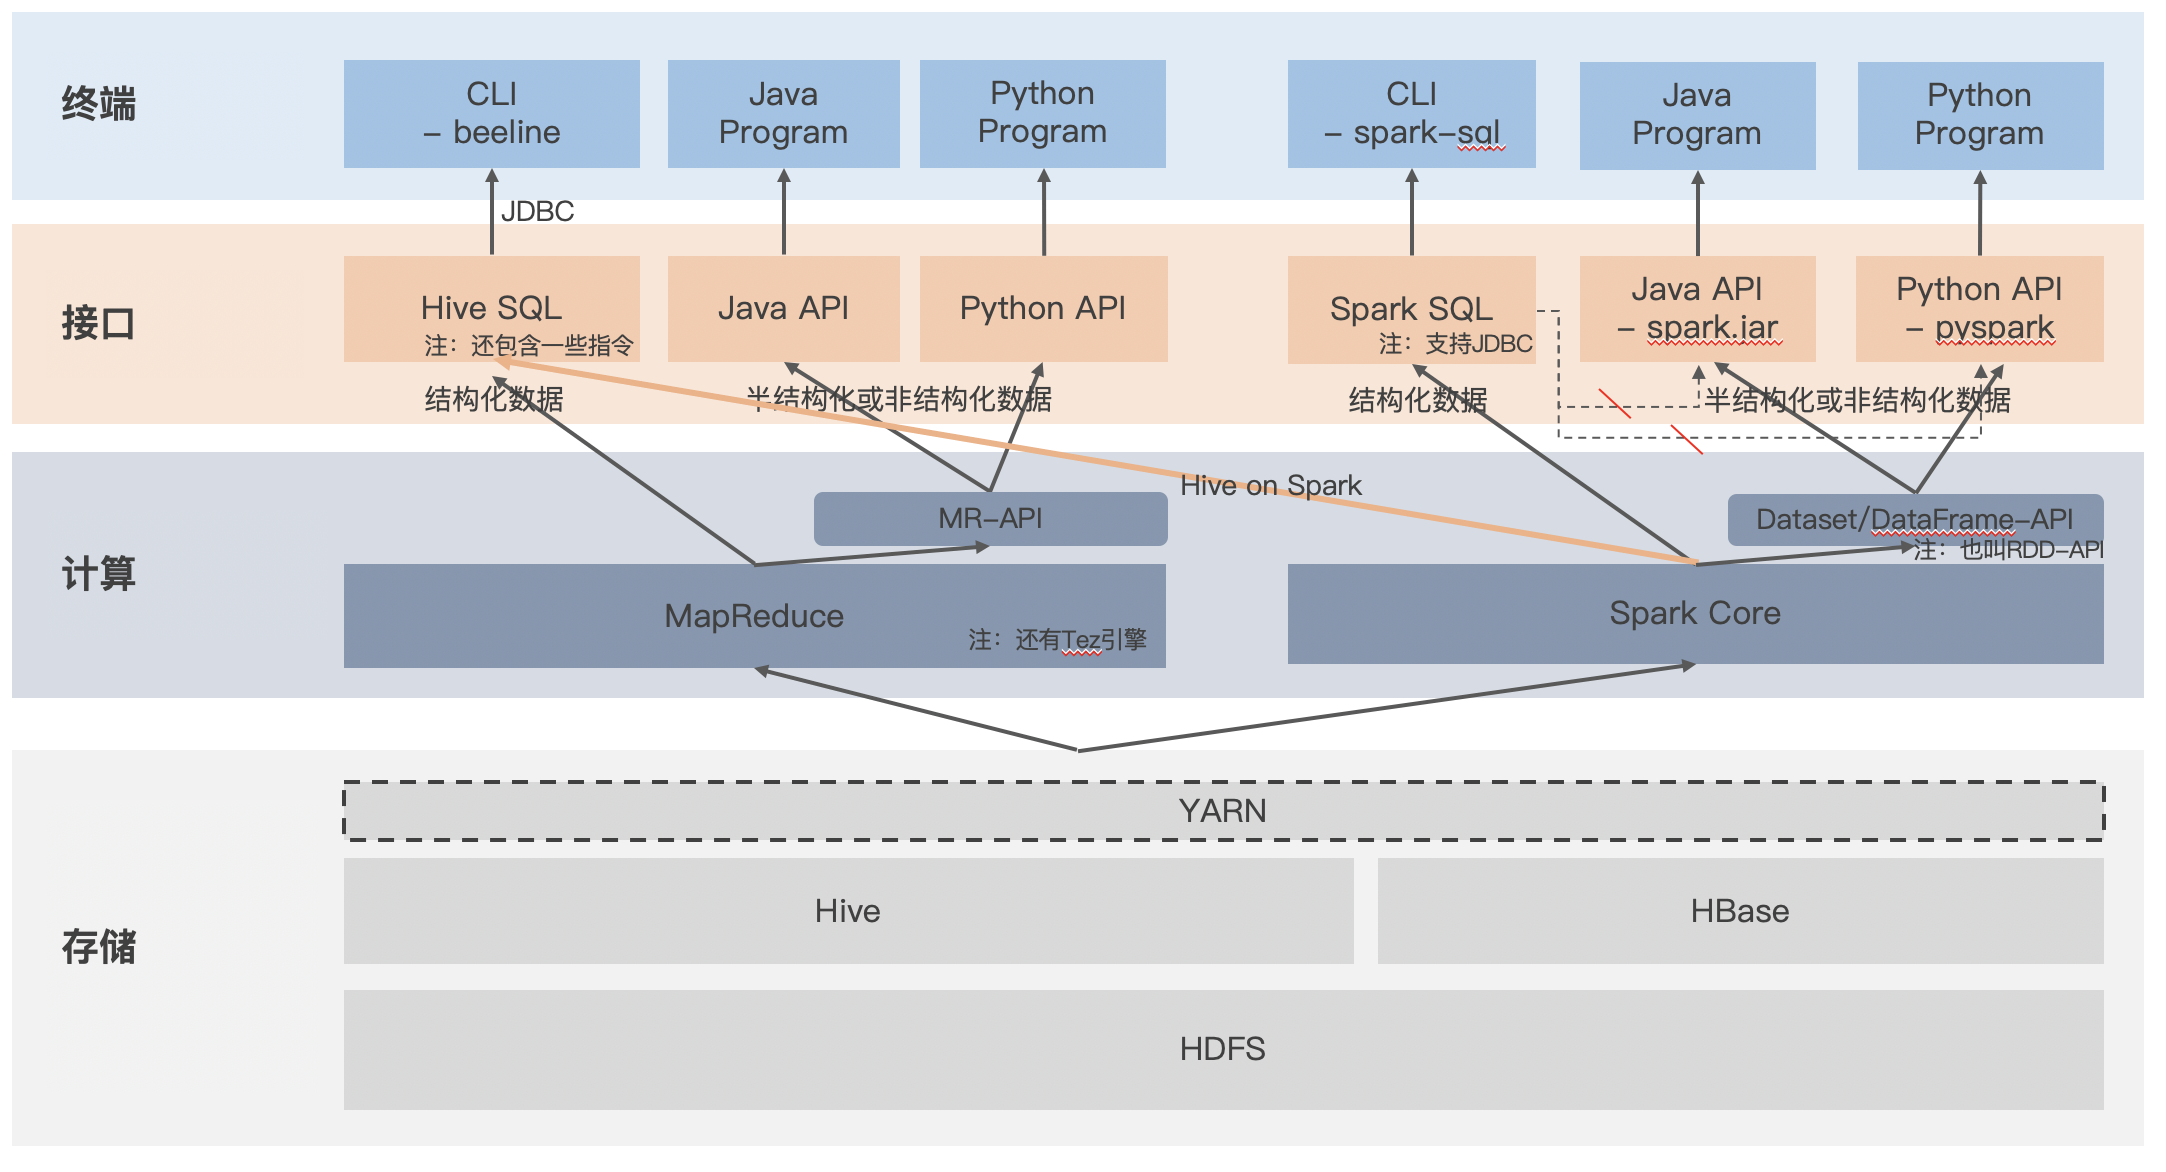 终端
CLI
– beeline
Java
Program
Python
Program
CLI
– spark–sql
Java
Program
Python
Program
JDBC
接口
Hive SQL
注：还包含一些指令
Java API
Python API
Spark SQL
注：支持JDBC
Java API
– spark.jar
Python API
– pyspark
结构化数据
半结构化或非结构化数据
结构化数据
半结构化或非结构化数据
Hive on Spark
计算
MR–API
Dataset/DataFrame–API
注：也叫RDD–API
MapReduce
注：还有Tez引擎
Spark Core
存储
YARN
Hive
HBase
HDFS